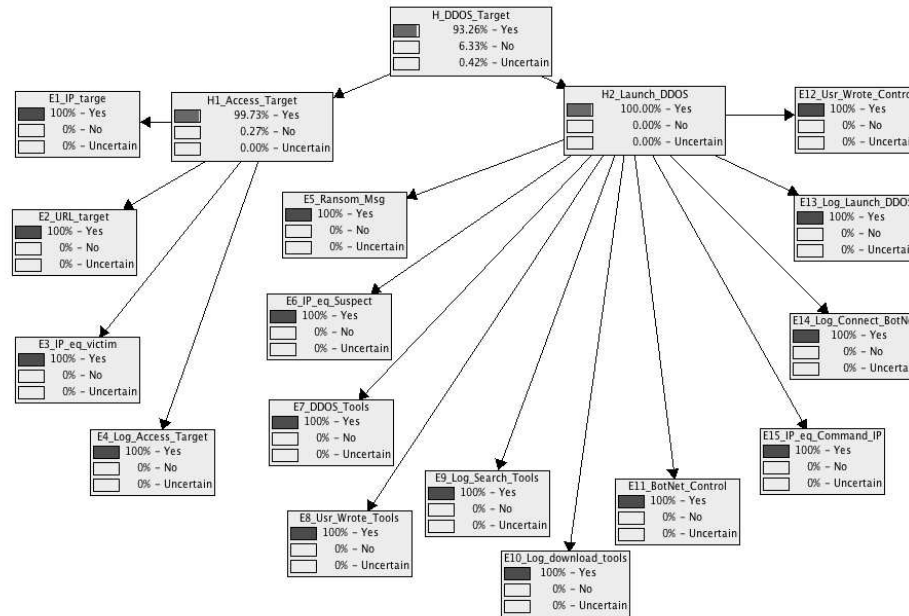 H_DDOS_Target
93.26% - Yes
6.33% - No
0.42% - Uncertain
H1_Access_Target
99.73% - Yes
0.27% - No
0.00% - Uncertain
H2_Launch_DDOS
100.00% - Yes
0.00% - No
0.00% - Uncertain
E1_IP_targe
100% - Yes
0% - No
0% - Uncertain
E2_URL_target
100% - Yes
0% - No
0% - Uncertain
E3_IP_eq_victim
100% - Yes
0% - No
0% - Uncertain
E4_Log_Access_Target
100% - Yes
0% - No
0% - Uncertain
E5_Ransom_Msg
100% - Yes
0% - No
0% - Uncertain
E6_IP_eq_Suspect
100% - Yes
0% - No
0% - Uncertain
E7_DDOS_Tools
100% - Yes
0% - No
0% - Uncertain
E8_Usr_Wrote_Tools
100% - Yes
0% - No
0% - Uncertain
E9_Log_Search_Tools
100% - Yes
0% - No
0% - Uncertain
E10_Log_download_tools
100% - Yes
0% - No
0% - Uncertain
E11_BotNet_Control
100% - Yes
0% - No
0% - Uncertain
E12_Usr_Wrote_Control
100% - Yes
0% - No
0% - Uncertain
E13_Log_Launch_DDOS
100% - Yes
0% - No
0% - Uncertain
E14_Log_Connect_BotNe
100% - Yes
0% - No
0% - Uncerta
E15_IP_eq_Command_IP
100% - Yes
0% - No
0% - Uncertain